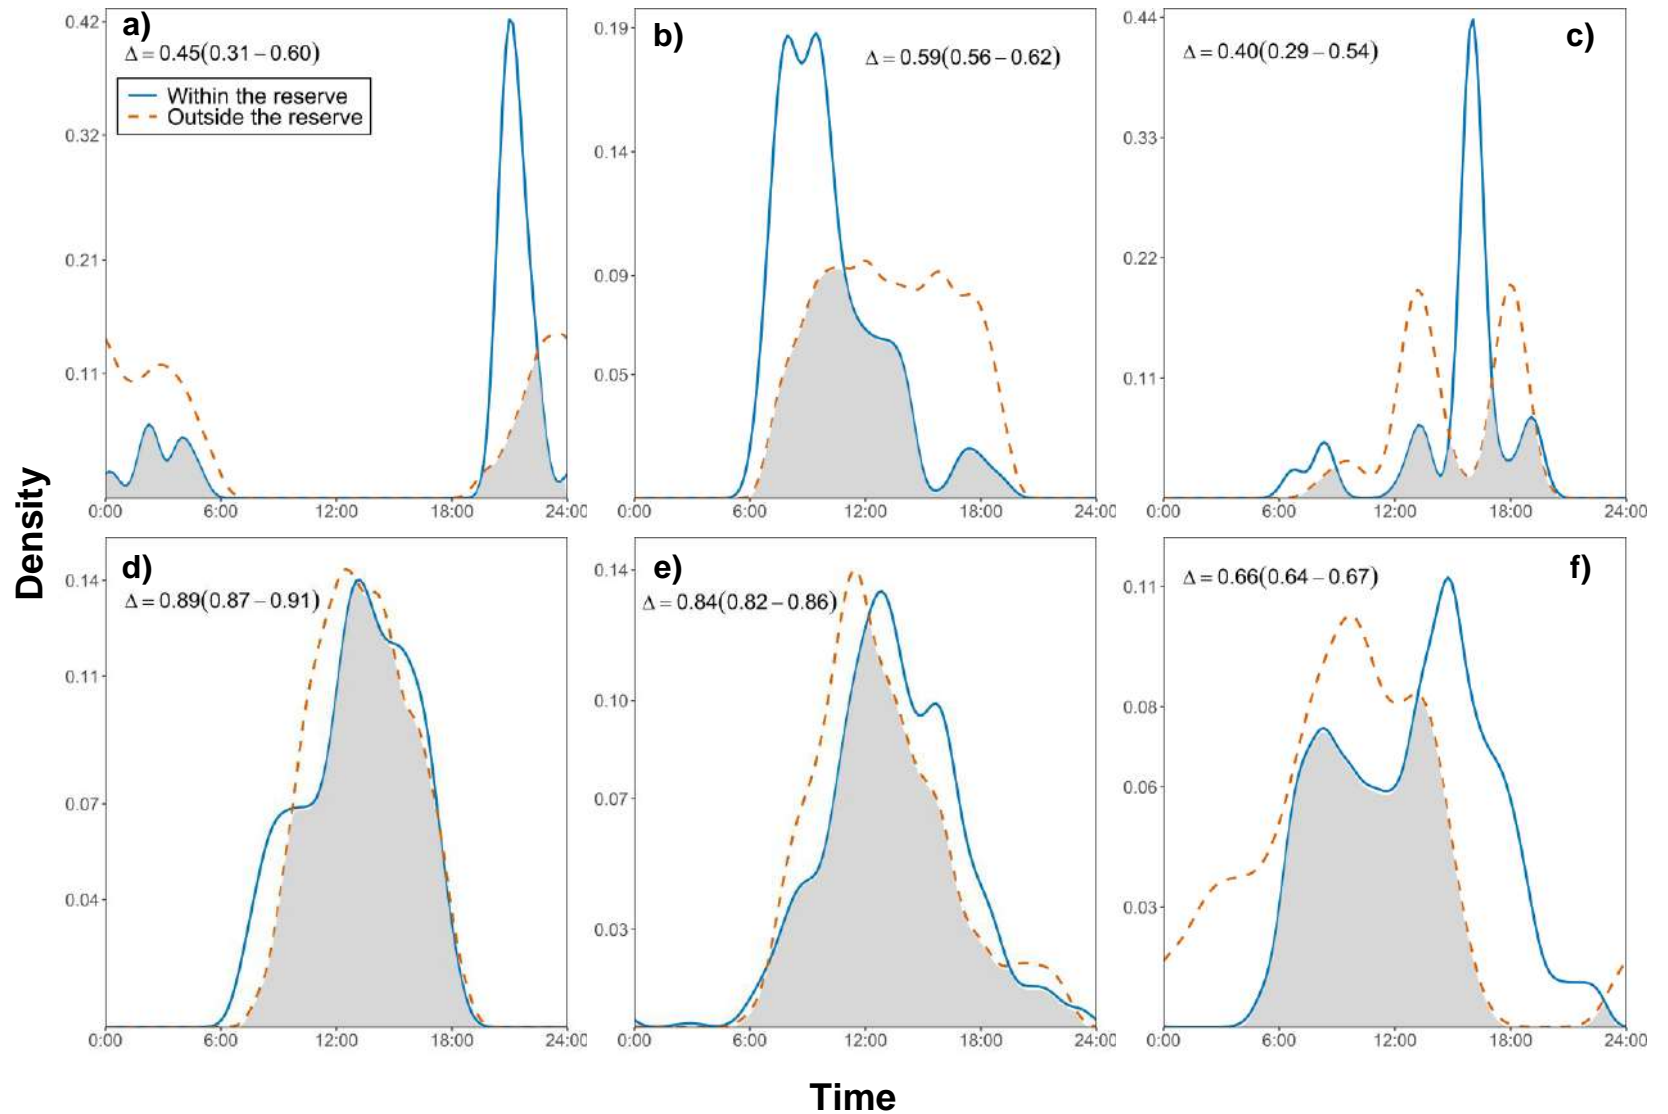 a)
Δ = 0.45(0.31 – 0.60)
Within the reserve
Outside the reserve
0.42
0.32
0.21
0.11
0:00 6:00 12:00 18:00 24:00
b)
Δ = 0.59(0.56 – 0.62)
0.19
0.14
0.09
0.05
0:00 6:00 12:00 18:00 24:00
c)
Δ = 0.40(0.29 – 0.54)
0.44
0.33
0.22
0.11
0:00 6:00 12:00 18:00 24:00
Density
d)
Δ = 0.89(0.87 – 0.91)
0.14
0.11
0.07
0.04
0:00 6:00 12:00 18:00 24:00
e)
Δ = 0.84(0.82 – 0.86)
0.14
0.10
0.07
0.03
0:00 6:00 12:00 18:00 24:00
f)
Δ = 0.66(0.64 – 0.67)
0.11
0.08
0.06
0.03
0:00 6:00 12:00 18:00 24:00
Time